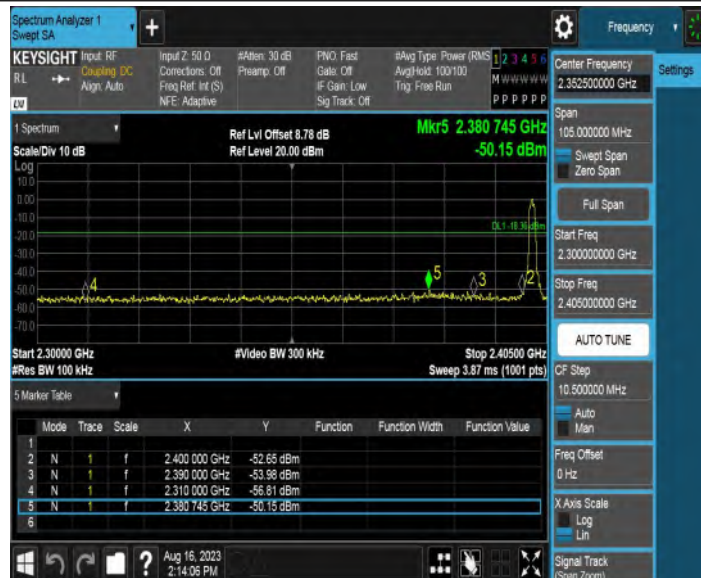 Spectrum Analyzer 1
Swept SA
+
Frequency
KEYSIGHT
RL
Input: RF
Coupling: DC
Align: Auto
Input Z: 50 Ω
Corrections: Off
Freq Ref: Int (S)
NFE: Adaptive
#Atten: 30 dB
Preamp: Off
PNO: Fast
Gate: Off
IF Gain: Low
Sig Track: Off
#Avg Type: Power (RMS
Avg|Hold: 100/100
Trig: Free Run
1 2 3 4 5 6
M W W W W W
P P P P P P
LXI
1 Spectrum
Scale/Div 10 dB
Ref Lvl Offset 8.78 dB
Ref Level 20.00 dBm
Mkr5 2.380 745 GHz
-50.15 dBm
Log
10.0
0.00
-10.0
-20.0
-30.0
-40.0
-50.0
-60.0
-70.0
DL1 -18.36 dBm
4
5
3
2
Start 2.30000 GHz
#Res BW 100 kHz
#Video BW 300 kHz
Stop 2.40500 GHz
Sweep 3.87 ms (1001 pts)
5 Marker Table
Mode Trace Scale X Y Function Function Width Function Value
1
2 N 1 f 2.400 000 GHz -52.65 dBm
3 N 1 f 2.390 000 GHz -53.98 dBm
4 N 1 f 2.310 000 GHz -56.81 dBm
5 N 1 f 2.380 745 GHz -50.15 dBm
6
?
Aug 16, 2023
2:14:06 PM
Center Frequency
2.352500000 GHz
Settings
Span
105.000000 MHz
Swept Span
Zero Span
Full Span
Start Freq
2.300000000 GHz
Stop Freq
2.405000000 GHz
AUTO TUNE
CF Step
10.500000 MHz
Auto
Man
Freq Offset
0 Hz
X Axis Scale
Log
Lin
Signal Track
(Span Zoom)